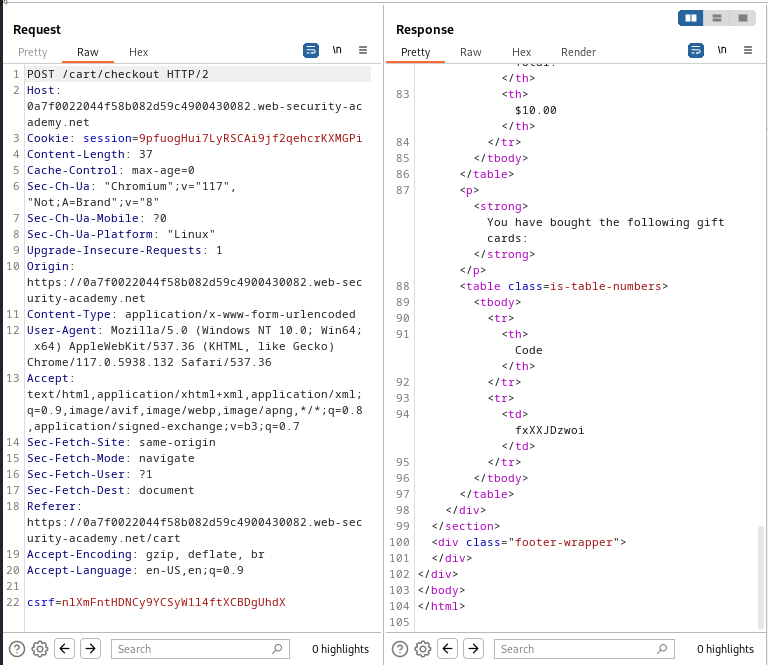 Request
Pretty Raw Hex \n
1 POST /cart/checkout HTTP/2
2 Host:
0a7f0022044f58b082d59c4900430082.web-security-ac
ademy.net
3 Cookie: session=9pfuogHui7LyRSCAi9jf2qehcrKXMGPi
4 Content-Length: 37
5 Cache-Control: max-age=0
6 Sec-Ch-Ua: "Chromium";v="117",
"Not;A=Brand";v="8"
7 Sec-Ch-Ua-Mobile: ?0
8 Sec-Ch-Ua-Platform: "Linux"
9 Upgrade-Insecure-Requests: 1
10 Origin:
https://0a7f0022044f58b082d59c4900430082.web-sec
urity-academy.net
11 Content-Type: application/x-www-form-urlencoded
12 User-Agent: Mozilla/5.0 (Windows NT 10.0; Win64;
x64) AppleWebKit/537.36 (KHTML, like Gecko)
Chrome/117.0.5938.132 Safari/537.36
13 Accept:
text/html,application/xhtml+xml,application/xml;
q=0.9,image/avif,image/webp,image/apng,*/*;q=0.8
,application/signed-exchange;v=b3;q=0.7
14 Sec-Fetch-Site: same-origin
15 Sec-Fetch-Mode: navigate
16 Sec-Fetch-User: ?1
17 Sec-Fetch-Dest: document
18 Referer:
https://0a7f0022044f58b082d59c4900430082.web-sec
urity-academy.net/cart
19 Accept-Encoding: gzip, deflate, br
20 Accept-Language: en-US,en;q=0.9
21
22 csrf=nlXmFntHDNCy9YCSyW1l4ftXCBDgUhdX
Search 0 highlights
Response
Pretty Raw Hex Render \n
Total:
</th>
83 <th>
$10.00
</th>
84 </tr>
85 </tbody>
86 </table>
87 <p>
<strong>
You have bought the following gift
cards:
</strong>
</p>
88 <table class=is-table-numbers>
89 <tbody>
90 <tr>
91 <th>
Code
</th>
92 </tr>
93 <tr>
94 <td>
fxXXJDzwoi
</td>
95 </tr>
96 </tbody>
97 </table>
98 </div>
99 </section>
100 <div class="footer-wrapper">
101 </div>
102 </div>
103 </body>
104 </html>
105
Search 0 highlights